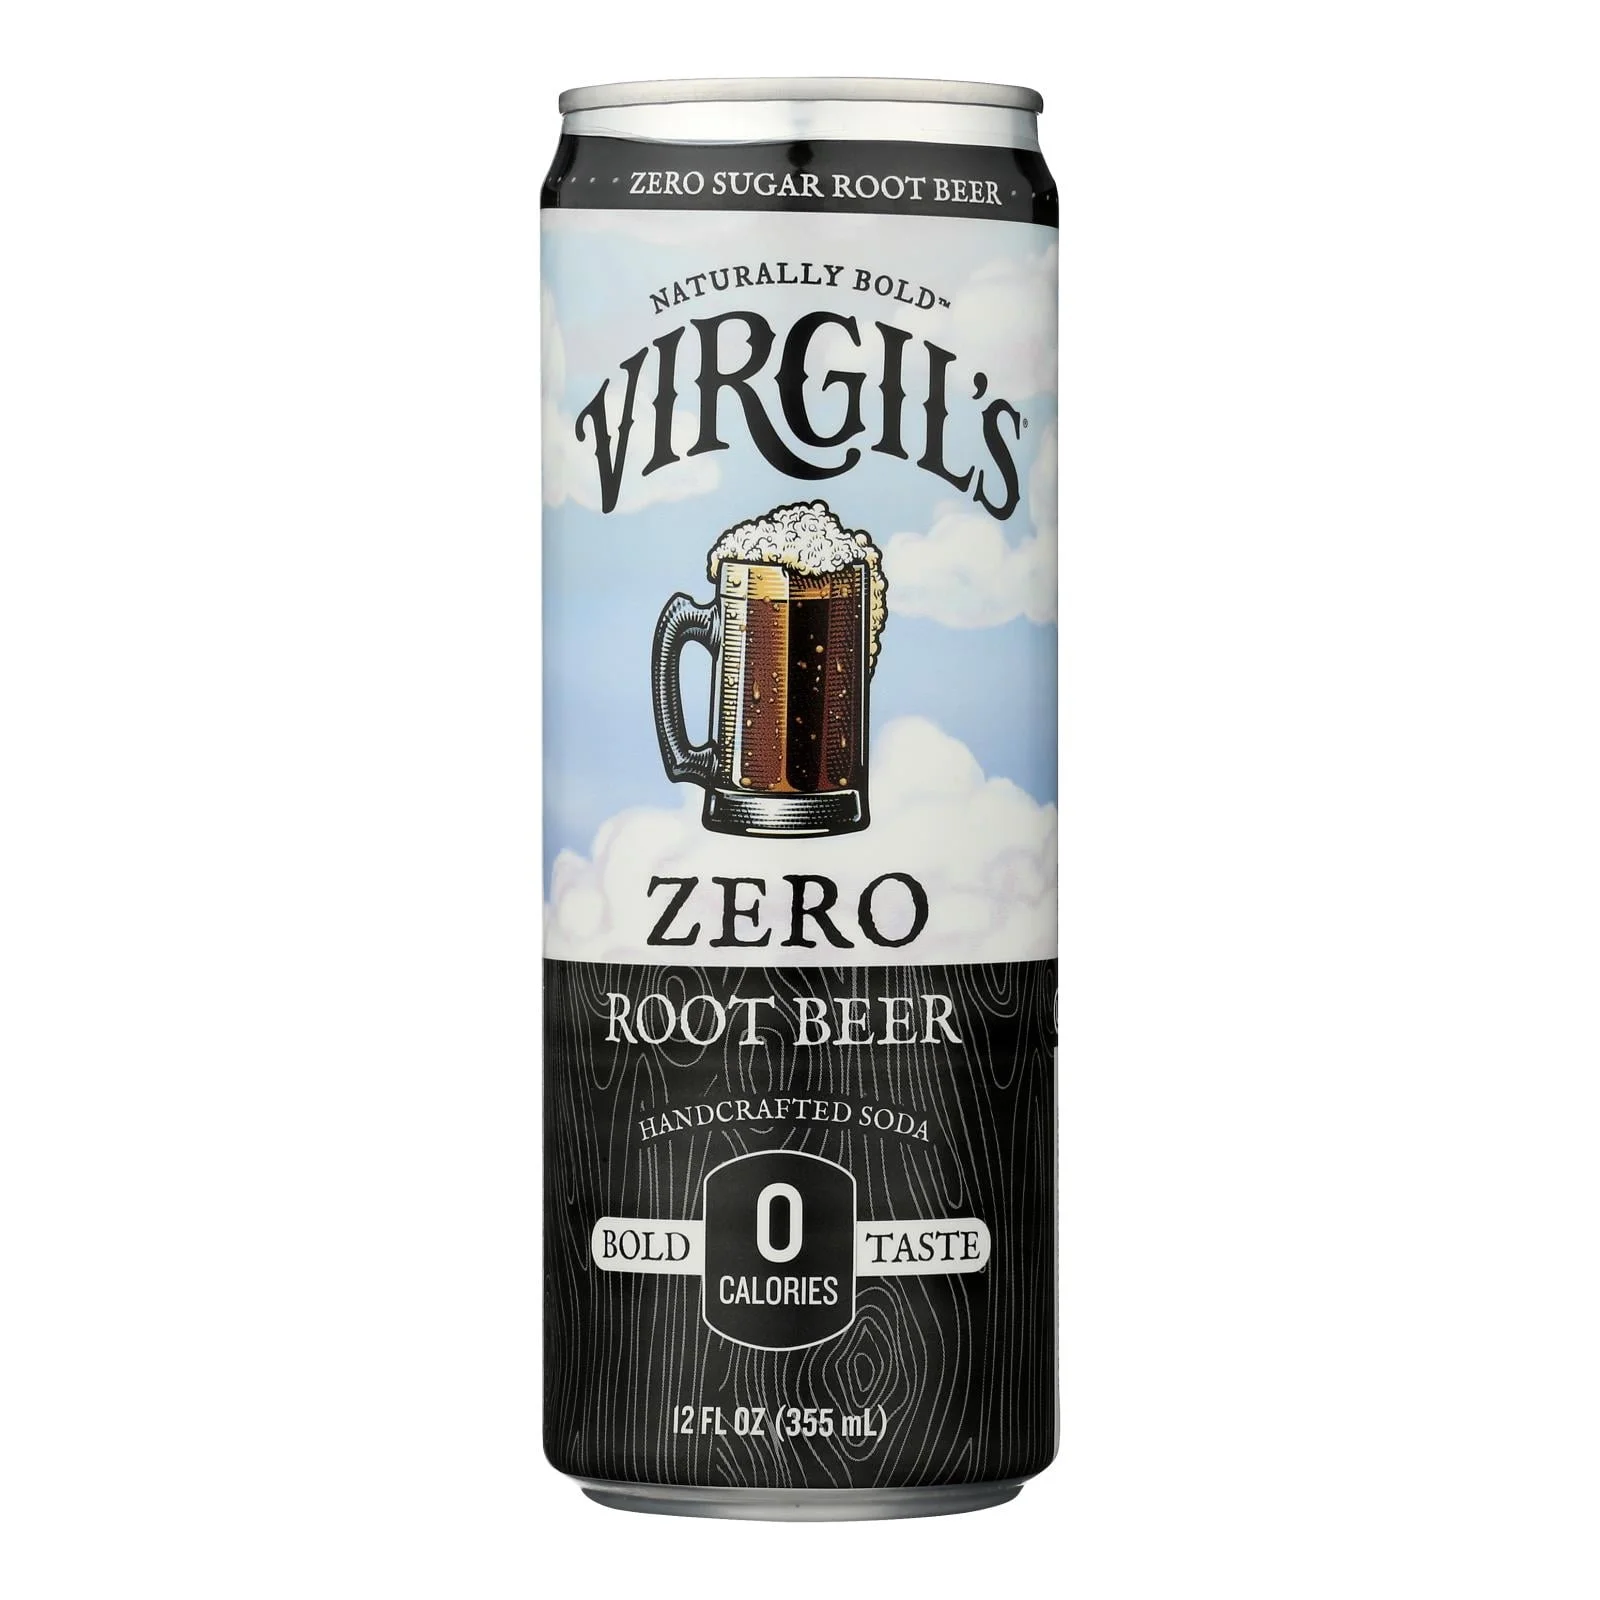 ZERO SUGAR ROOT BEER
NATURALLY BOLD™
VIRGIL'S®
ZERO
ROOT BEER
HANDCRAFTED SODA
BOLD 0 TASTE
CALORIES
12 FL OZ (355 mL)